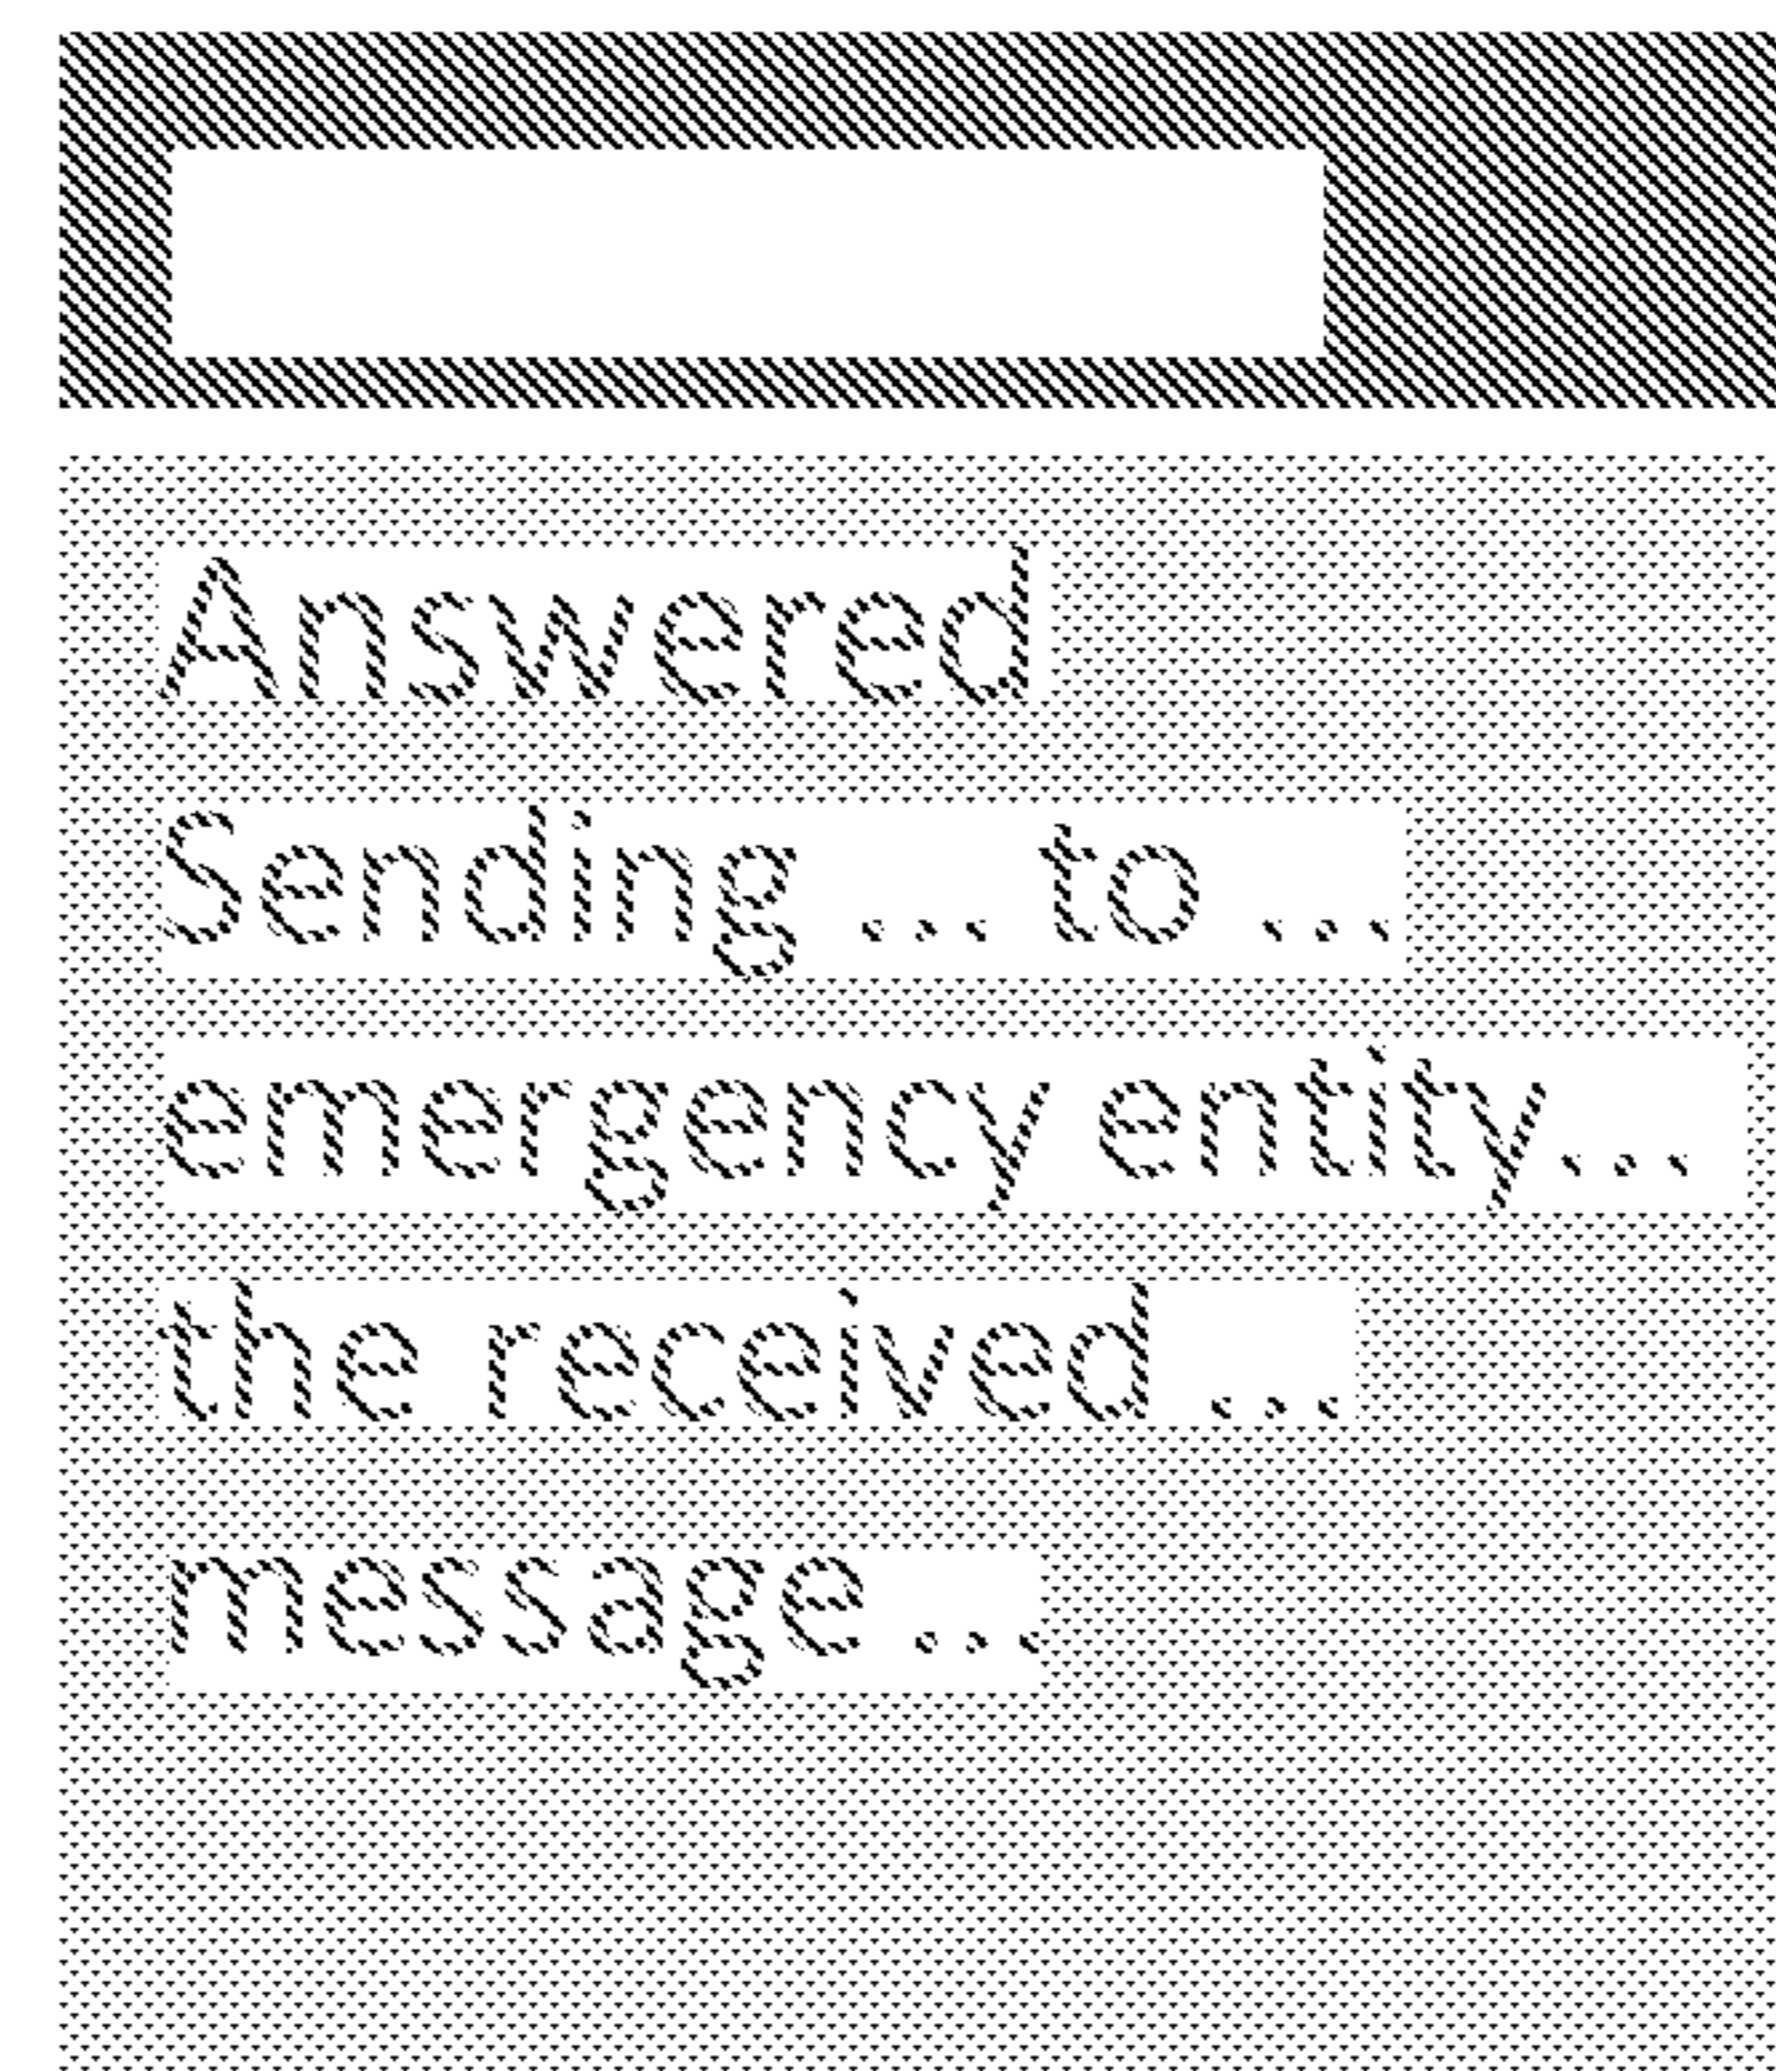 Answered
Sending ... to ...
emergency entity...
the received ...
message ...